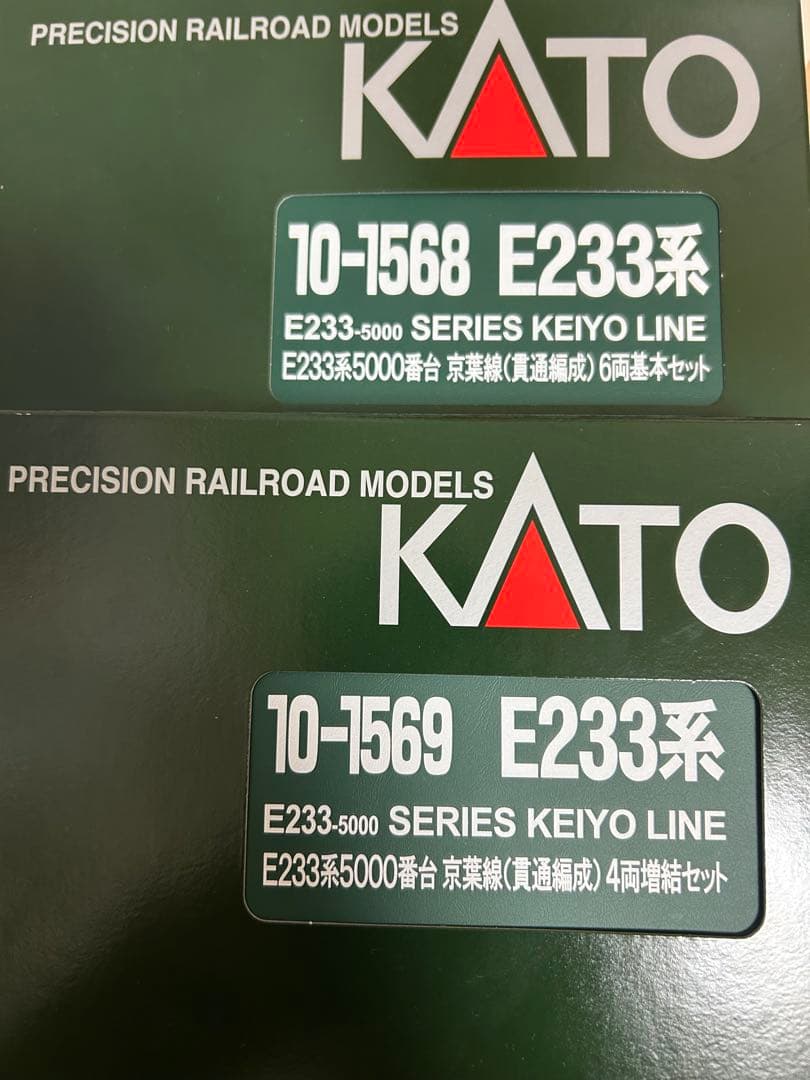 PRECISION RAILROAD MODELS
KATO
10-1568 E233系
E233-5000 SERIES KEIYO LINE
E233系5000番台 京葉線(貫通編成)6両基本セット
PRECISION RAILROAD MODELS
KATO
10-1569 E233系
E233-5000 SERIES KEIYO LINE
E233系5000番台 京葉線(貫通編成)4両増結セット